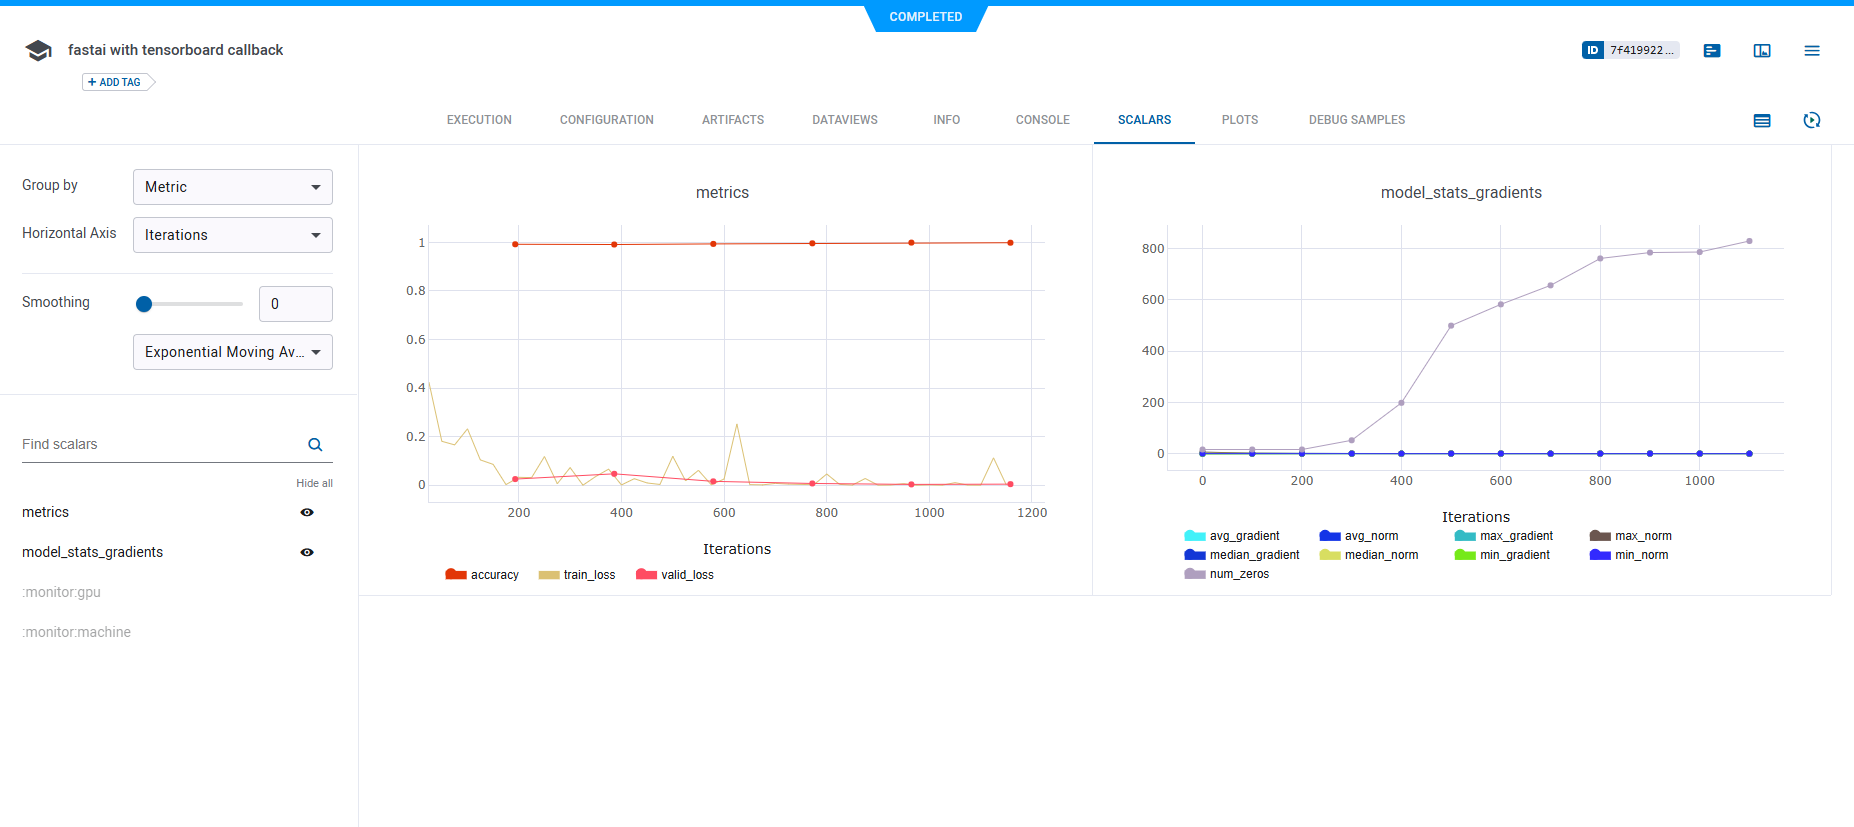 COMPLETED
fastai with tensorboard callback
ID 7f419922...
+ ADD TAG
EXECUTION CONFIGURATION ARTIFACTS DATAVIEWS INFO CONSOLE SCALARS PLOTS DEBUG SAMPLES
Group by Metric
Horizontal Axis Iterations
Smoothing 0
Exponential Moving Av...
Find scalars
Hide all
metrics
model_stats_gradients
:monitor:gpu
:monitor:machine
metrics
1
0.8
0.6
0.4
0.2
0
200 400 600 800 1000 1200
Iterations
accuracy train_loss valid_loss
model_stats_gradients
800
600
400
200
0
0 200 400 600 800 1000
Iterations
avg_gradient avg_norm max_gradient max_norm
median_gradient median_norm min_gradient min_norm
num_zeros